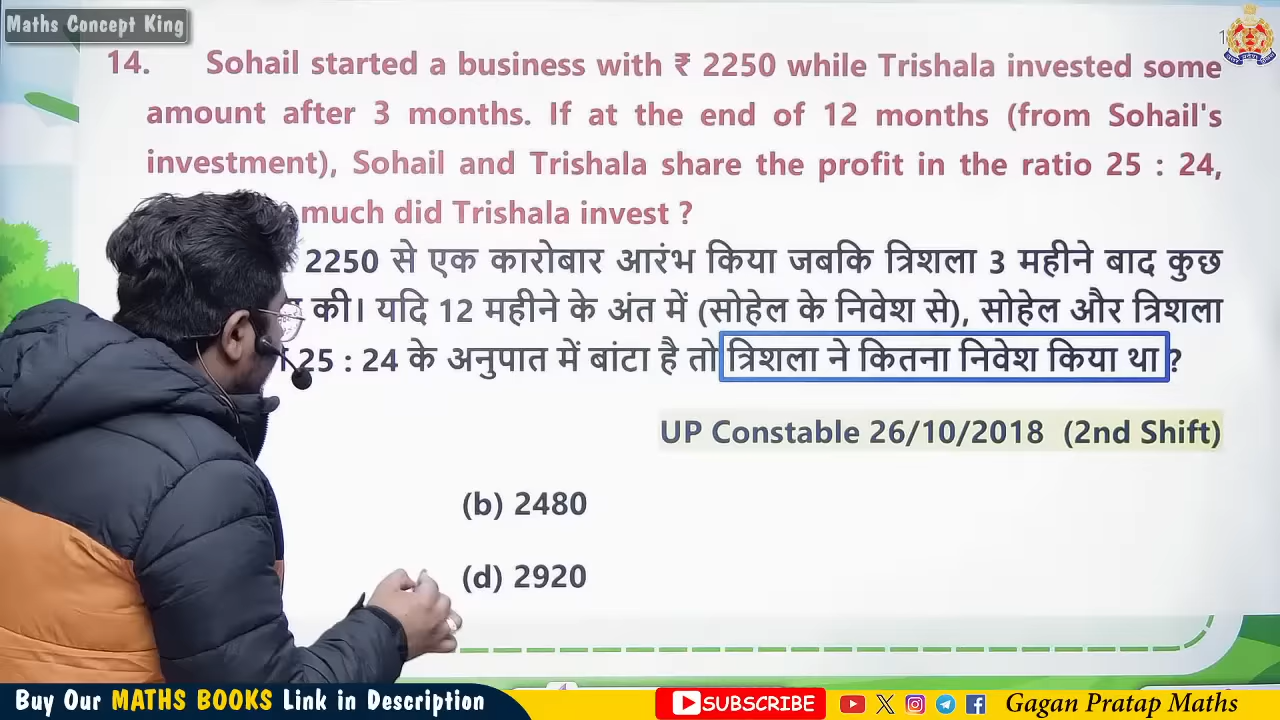 Maths Concept King
14. Sohail started a business with ₹ 2250 while Trishala invested some
amount after 3 months. If at the end of 12 months (from Sohail's
investment), Sohail and Trishala share the profit in the ratio 25 : 24,
much did Trishala invest ?
2250 से एक कारोबार आरंभ किया जबकि त्रिशला 3 महीने बाद कुछ
की। यदि 12 महीने के अंत में (सोहेल के निवेश से), सोहेल और त्रिशला
25 : 24 के अनुपात में बांटा है तो त्रिशला ने कितना निवेश किया था ?
UP Constable 26/10/2018 (2nd Shift)
(b) 2480
(d) 2920
Buy Our MATHS BOOKS Link in Description
SUBSCRIBE
Gagan Pratap Maths